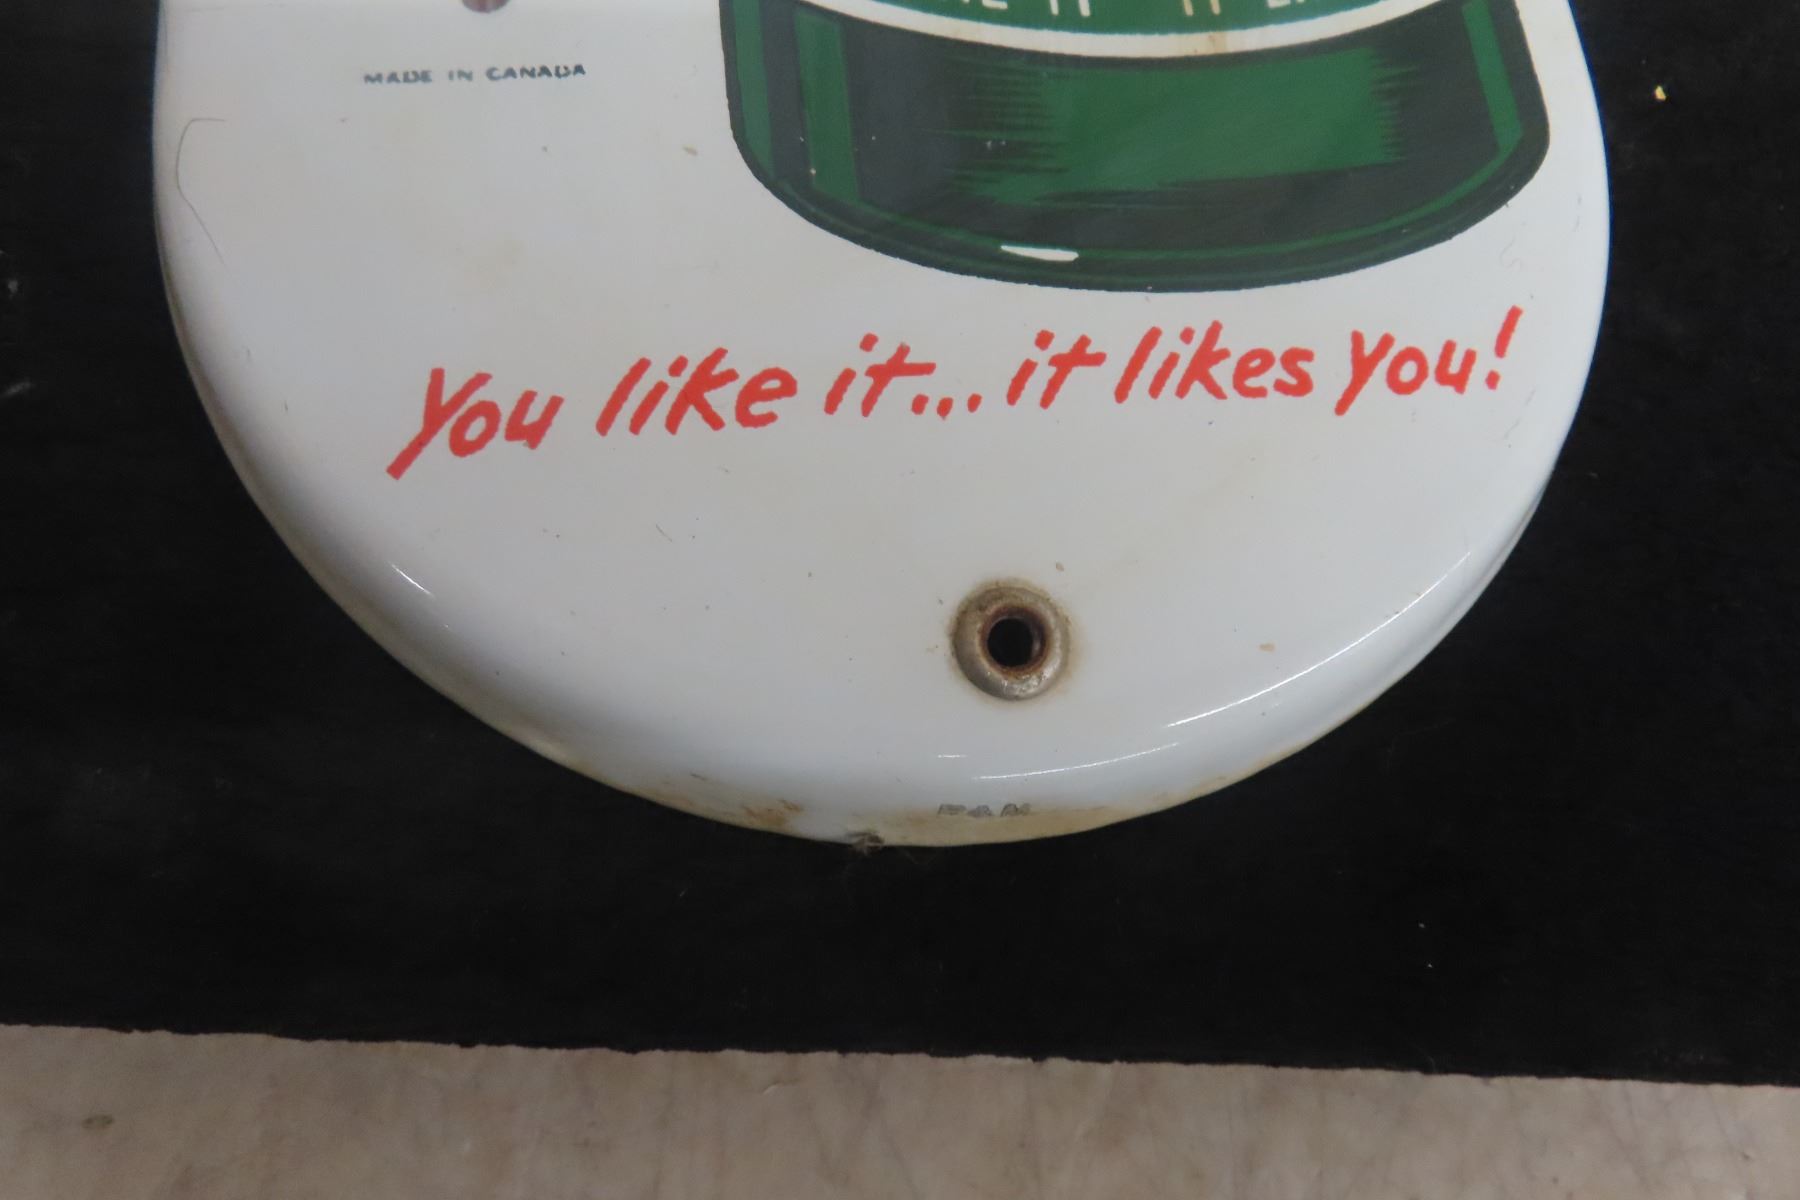 MADE IN CANADA
You like it... it likes you!
P&M